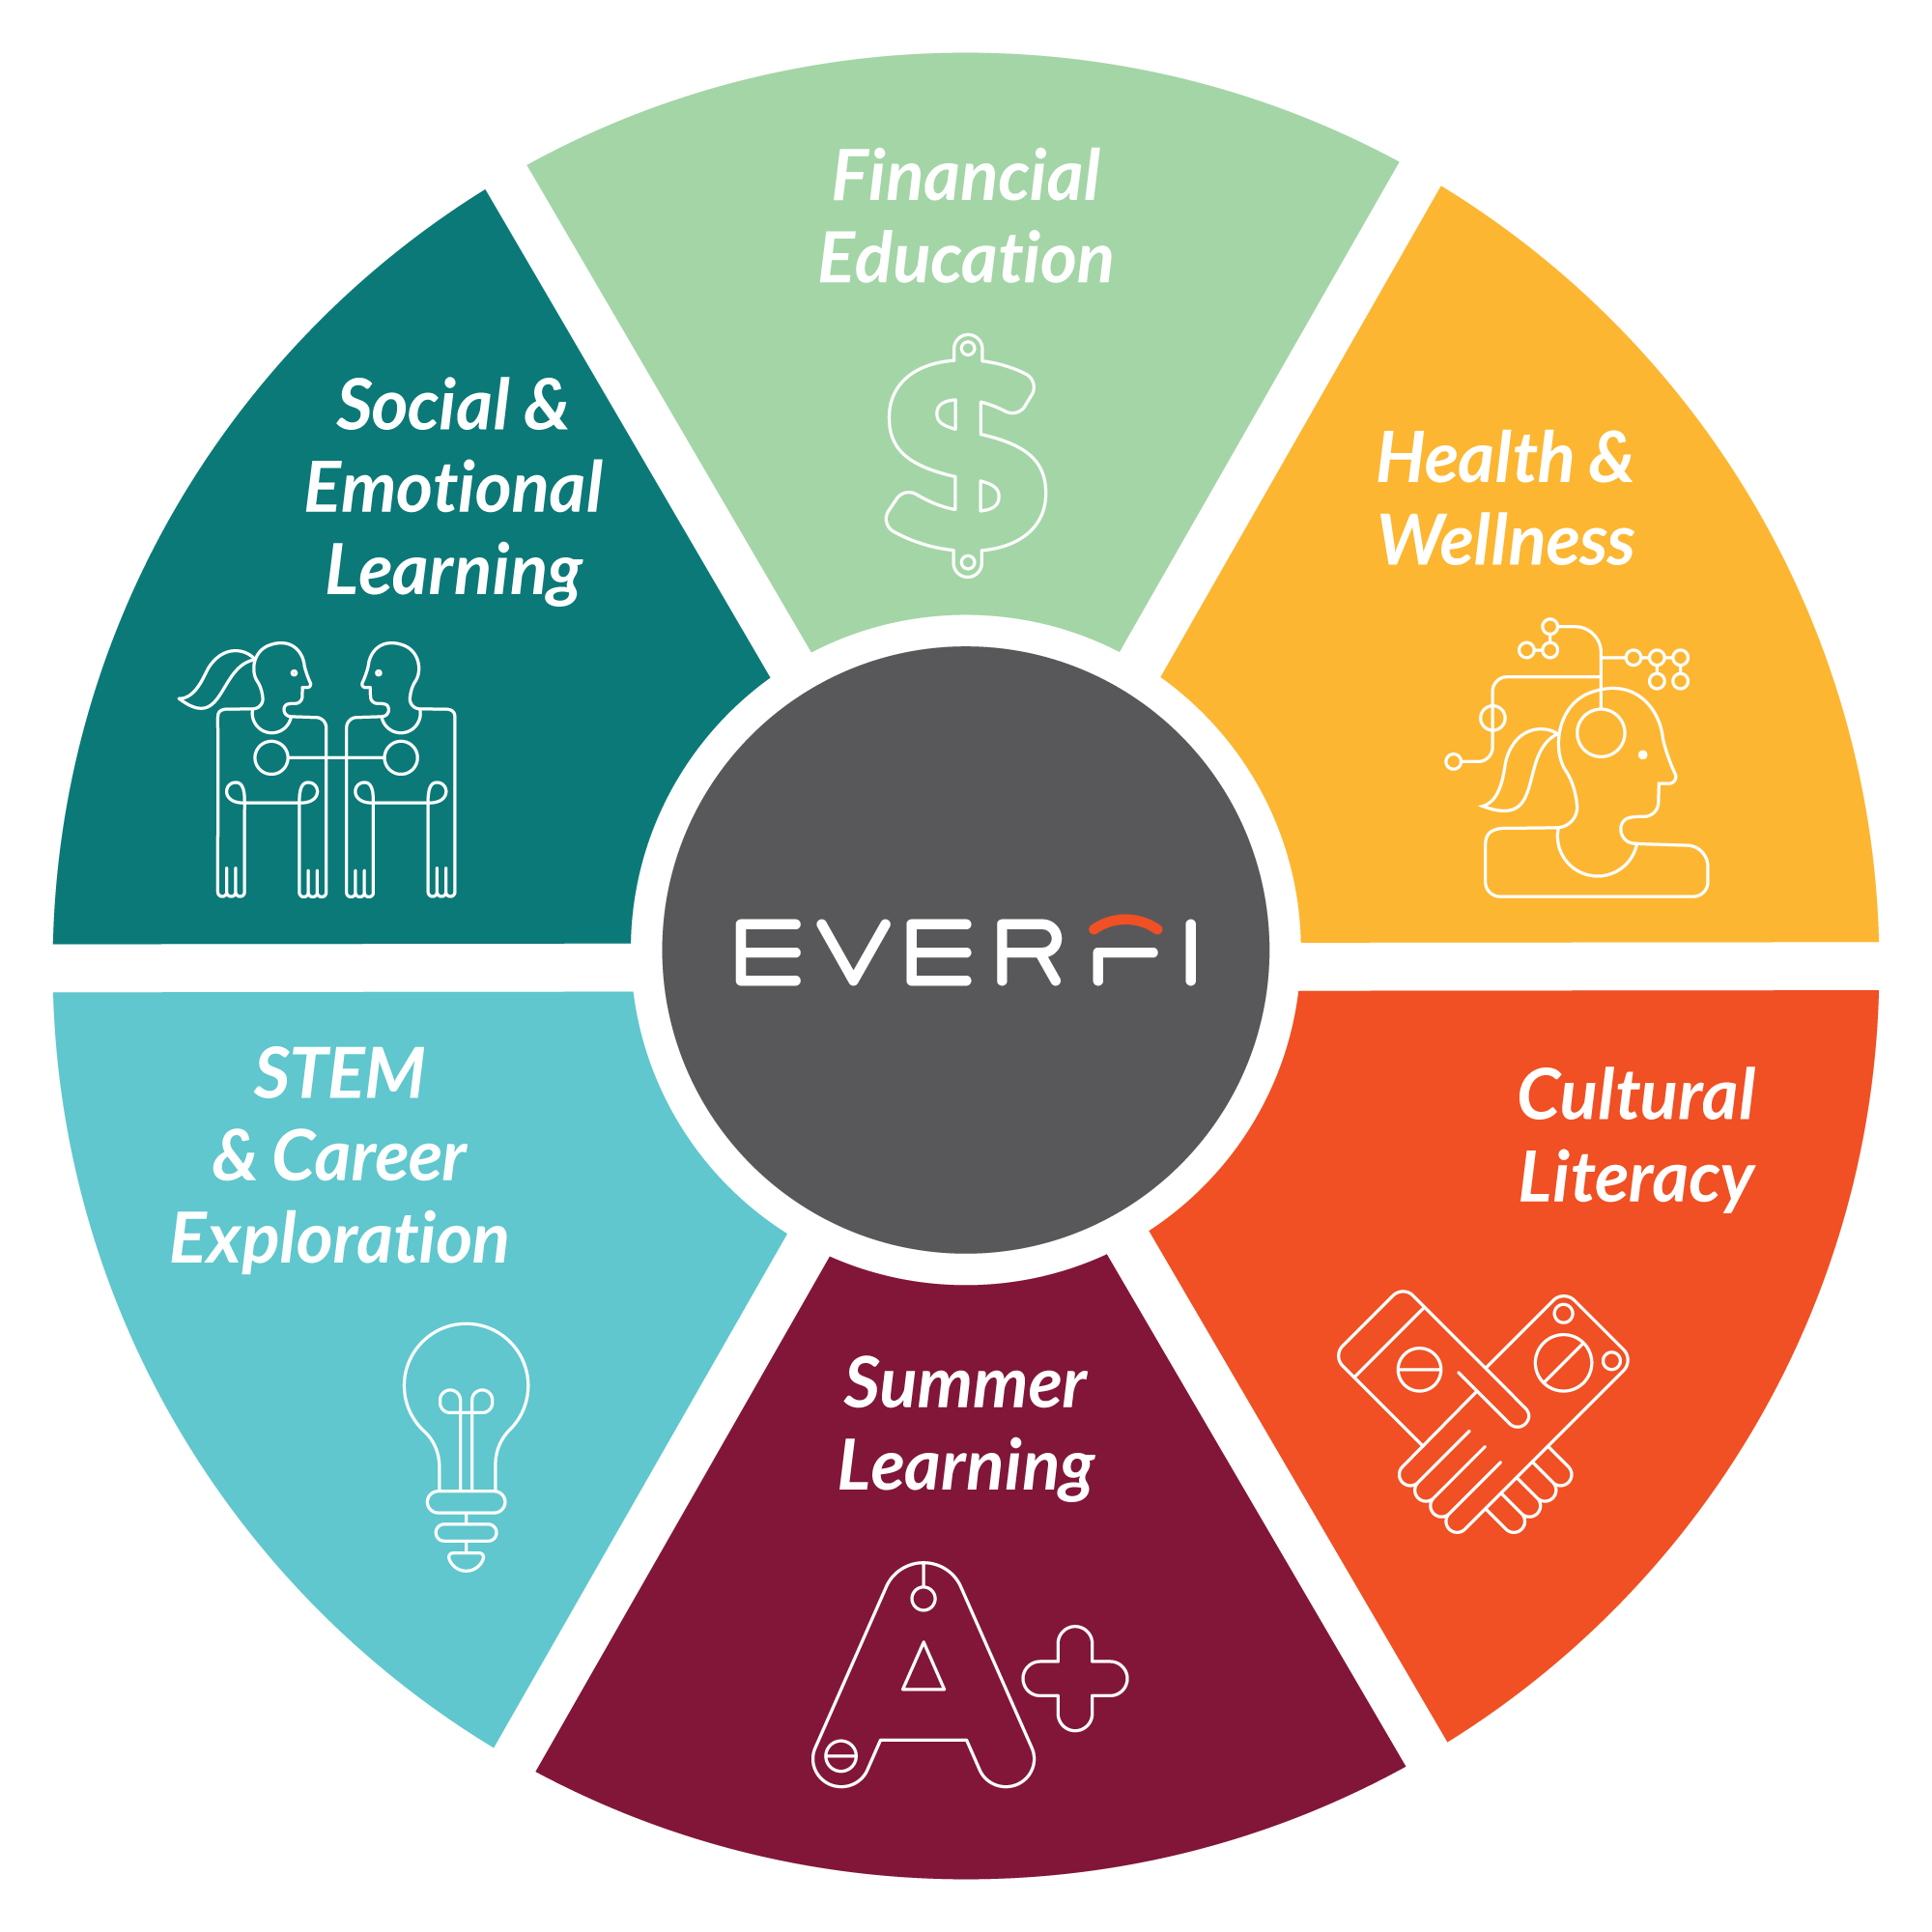 Financial
Education
Health &
Wellness
Cultural
Literacy
Summer
Learning
STEM
& Career
Exploration
Social &
Emotional
Learning
EVERFI
A+